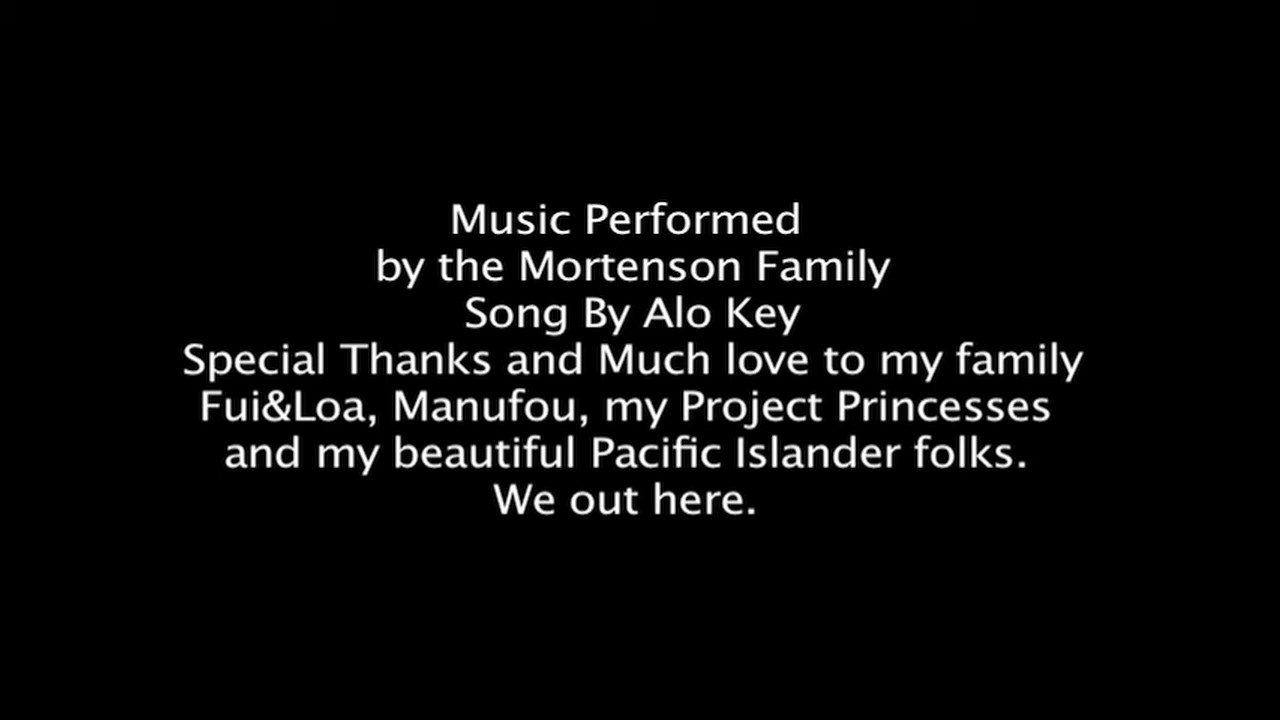 Music Performed
by the Mortenson Family
Song By Alo Key
Special Thanks and Much love to my family
Fui&Loa, Manufou, my Project Princesses
and my beautiful Pacific Islander folks.
We out here.